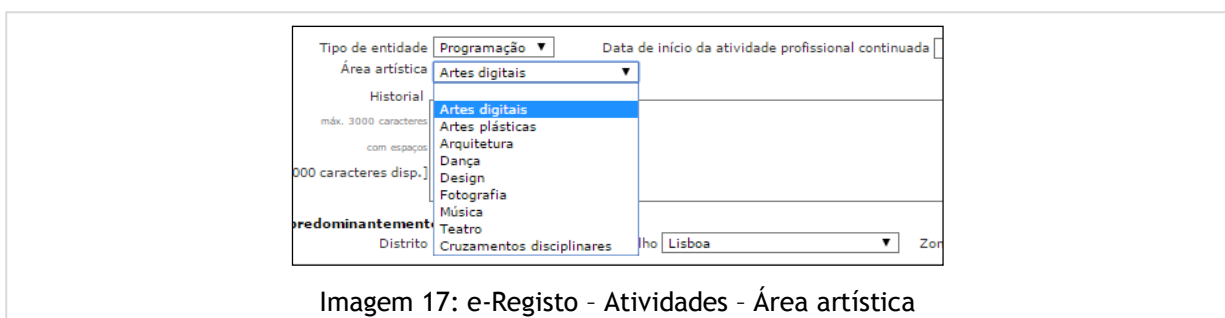 Tipo de entidade Programação ▼ Data de início da atividade profissional continuada
Área artística Artes digitais ▼
Historial
Artes digitais
máx. 3000 caracteres
Artes plásticas
com espaços
Arquitetura
Dança
000 caracteres disp.]
Design
Fotografia
Música
predominantemente
Teatro
Distrito Cruzamentos disciplinares lho Lisboa ▼ Zon
Imagem 17: e-Registo – Atividades – Área artística